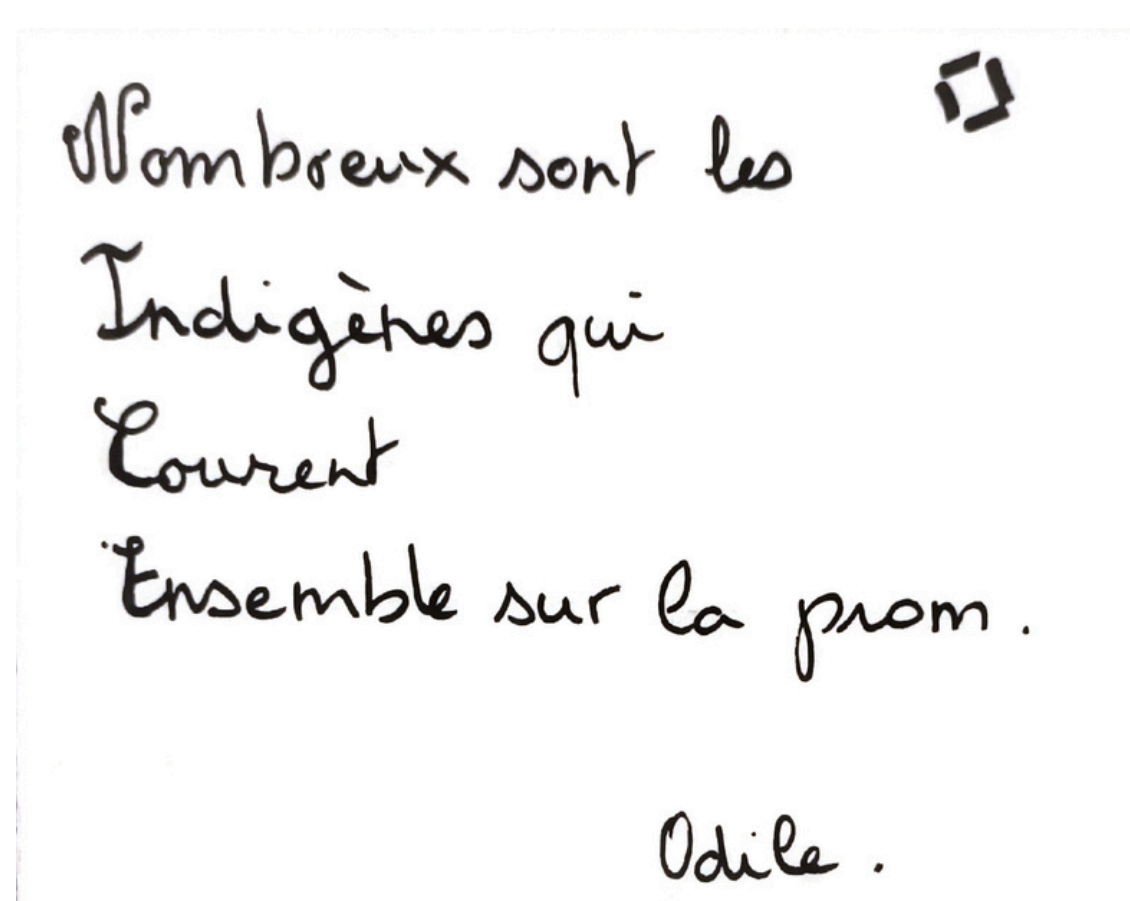 Nombreux sont les
Indigènes qui
Courent
Ensemble sur la prom.
Odile.